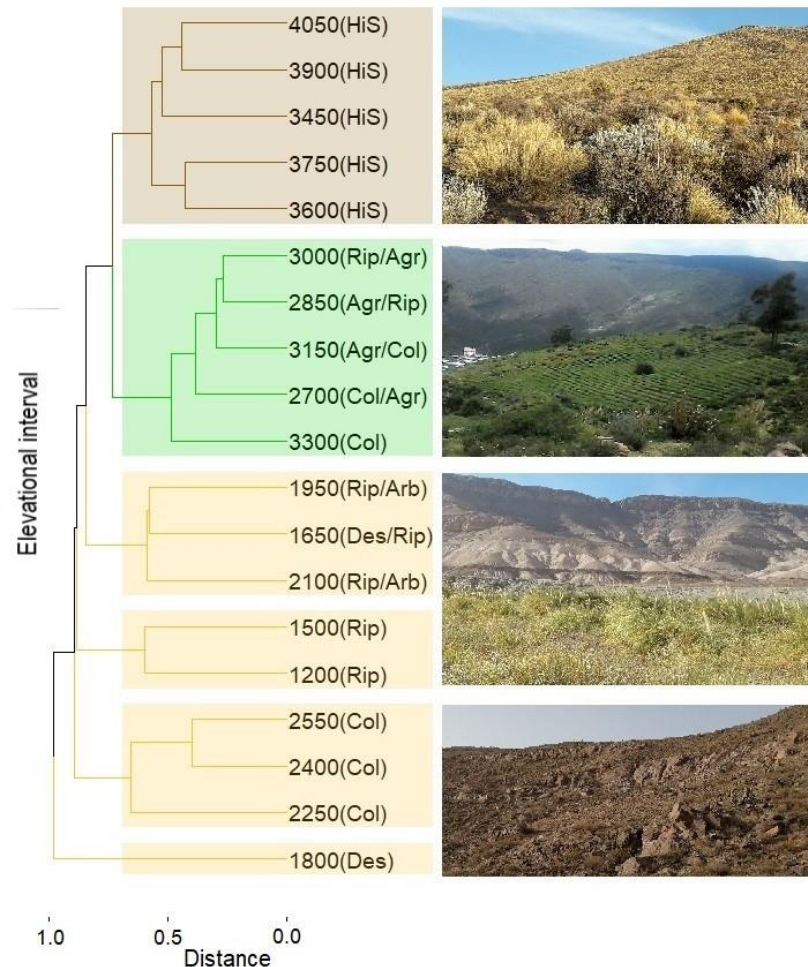 4050(HiS)
3900(HiS)
3450(HiS)
3750(HiS)
3600(HiS)
3000(Rip/Agr)
2850(Agr/Rip)
3150(Agr/Col)
2700(Col/Agr)
3300(Col)
Elevational interval
1950(Rip/Arb)
1650(Des/Rip)
2100(Rip/Arb)
1500(Rip)
1200(Rip)
2550(Col)
2400(Col)
2250(Col)
1800(Des)
1.0 0.5 0.0
Distance